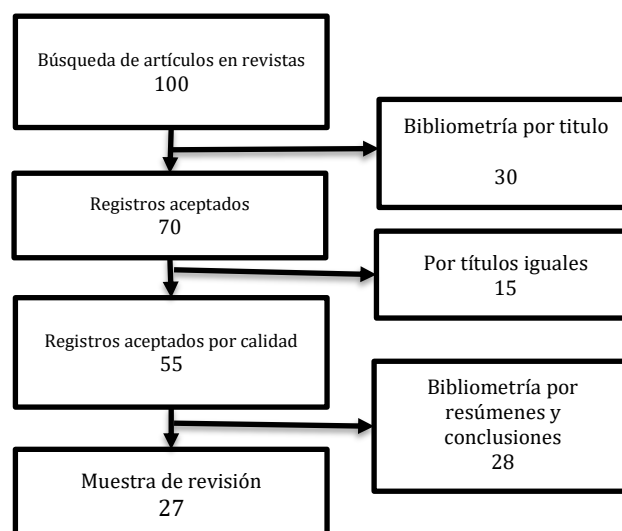 Búsqueda de artículos en revistas
100
Bibliometría por titulo
30
Registros aceptados
70
Por títulos iguales
15
Registros aceptados por calidad
55
Bibliometría por
resúmenes y
conclusiones
28
Muestra de revisión
27